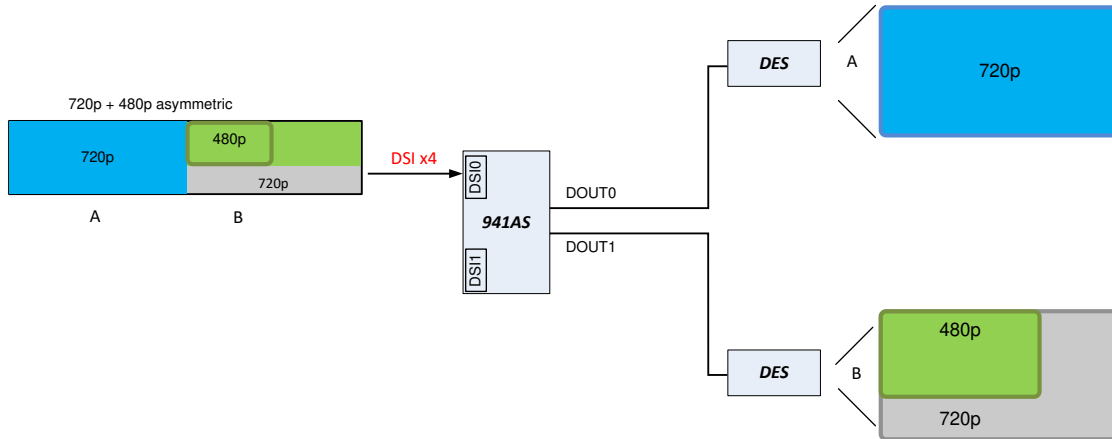 720p + 480p asymmetric
720p
480p
720p
A
B
DSI x4
DSI0
941AS
DSI1
DOUT0
DOUT1
DES
A
720p
DES
B
480p
720p